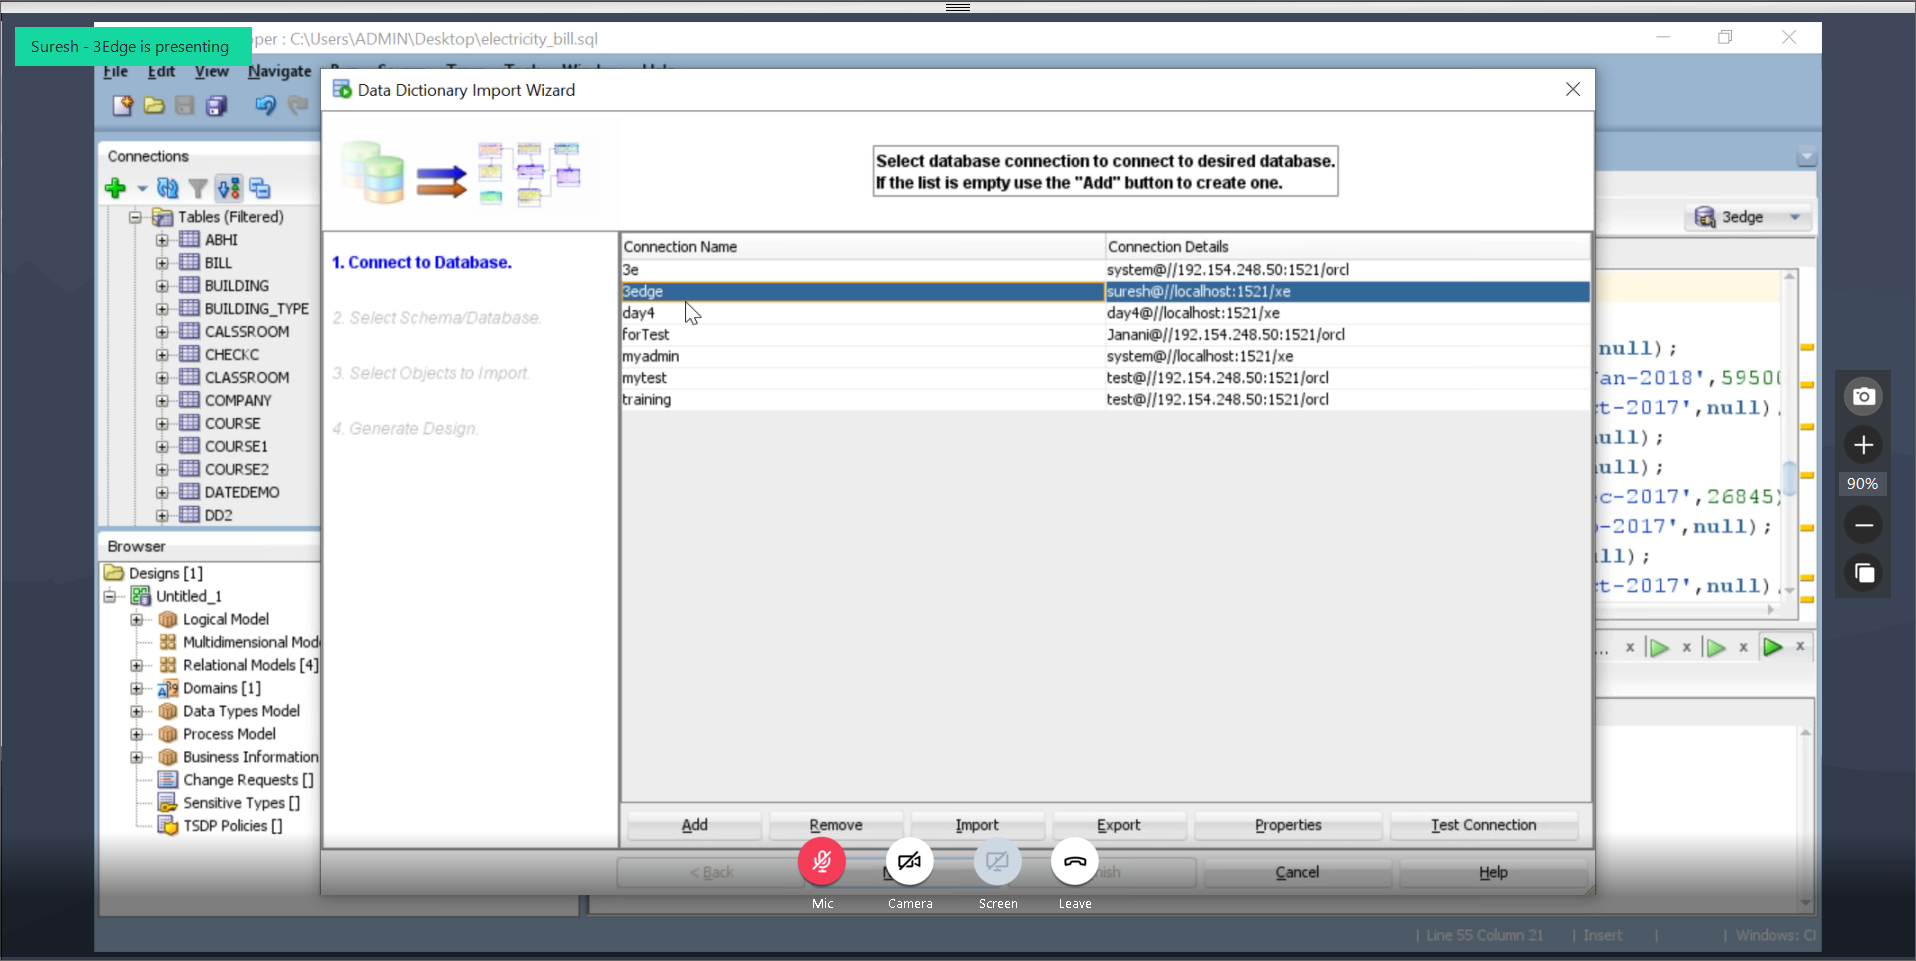 Suresh - 3Edge is presenting
oper : C:\Users\ADMIN\Desktop\electricity_bill.sql
File Edit View Navigate
Data Dictionary Import Wizard
Connections
Select database connection to connect to desired database.
If the list is empty use the "Add" button to create one.
3edge
Tables (Filtered)
ABHI
BILL
BUILDING
BUILDING_TYPE
CALSSROOM
CHECKC
CLASSROOM
COMPANY
COURSE
COURSE1
COURSE2
DATEDEMO
DD2
1. Connect to Database.
2. Select Schema/Database.
3. Select Objects to Import.
4. Generate Design.
Connection Name Connection Details
3e system@//192.154.248.50:1521/orcl
3edge suresh@//localhost:1521/xe
day4 day4@//localhost:1521/xe
forTest Janani@//192.154.248.50:1521/orcl
myadmin system@//localhost:1521/xe
mytest test@//192.154.248.50:1521/orcl
training test@//192.154.248.50:1521/orcl
null);
an-2018',5950
t-2017',null)
ull);
ull);
c-2017',26845)
-2017',null);
ll);
t-2017',null)
90%
Browser
Designs [1]
Untitled_1
Logical Model
Multidimensional Mod
Relational Models [4]
Domains [1]
Data Types Model
Process Model
Business Information
Change Requests []
Sensitive Types []
TSDP Policies []
Add Remove Import Export Properties Test Connection
< Back N nish Cancel Help
Mic Camera Screen Leave
Line 55 Column 21 Insert Windows: C